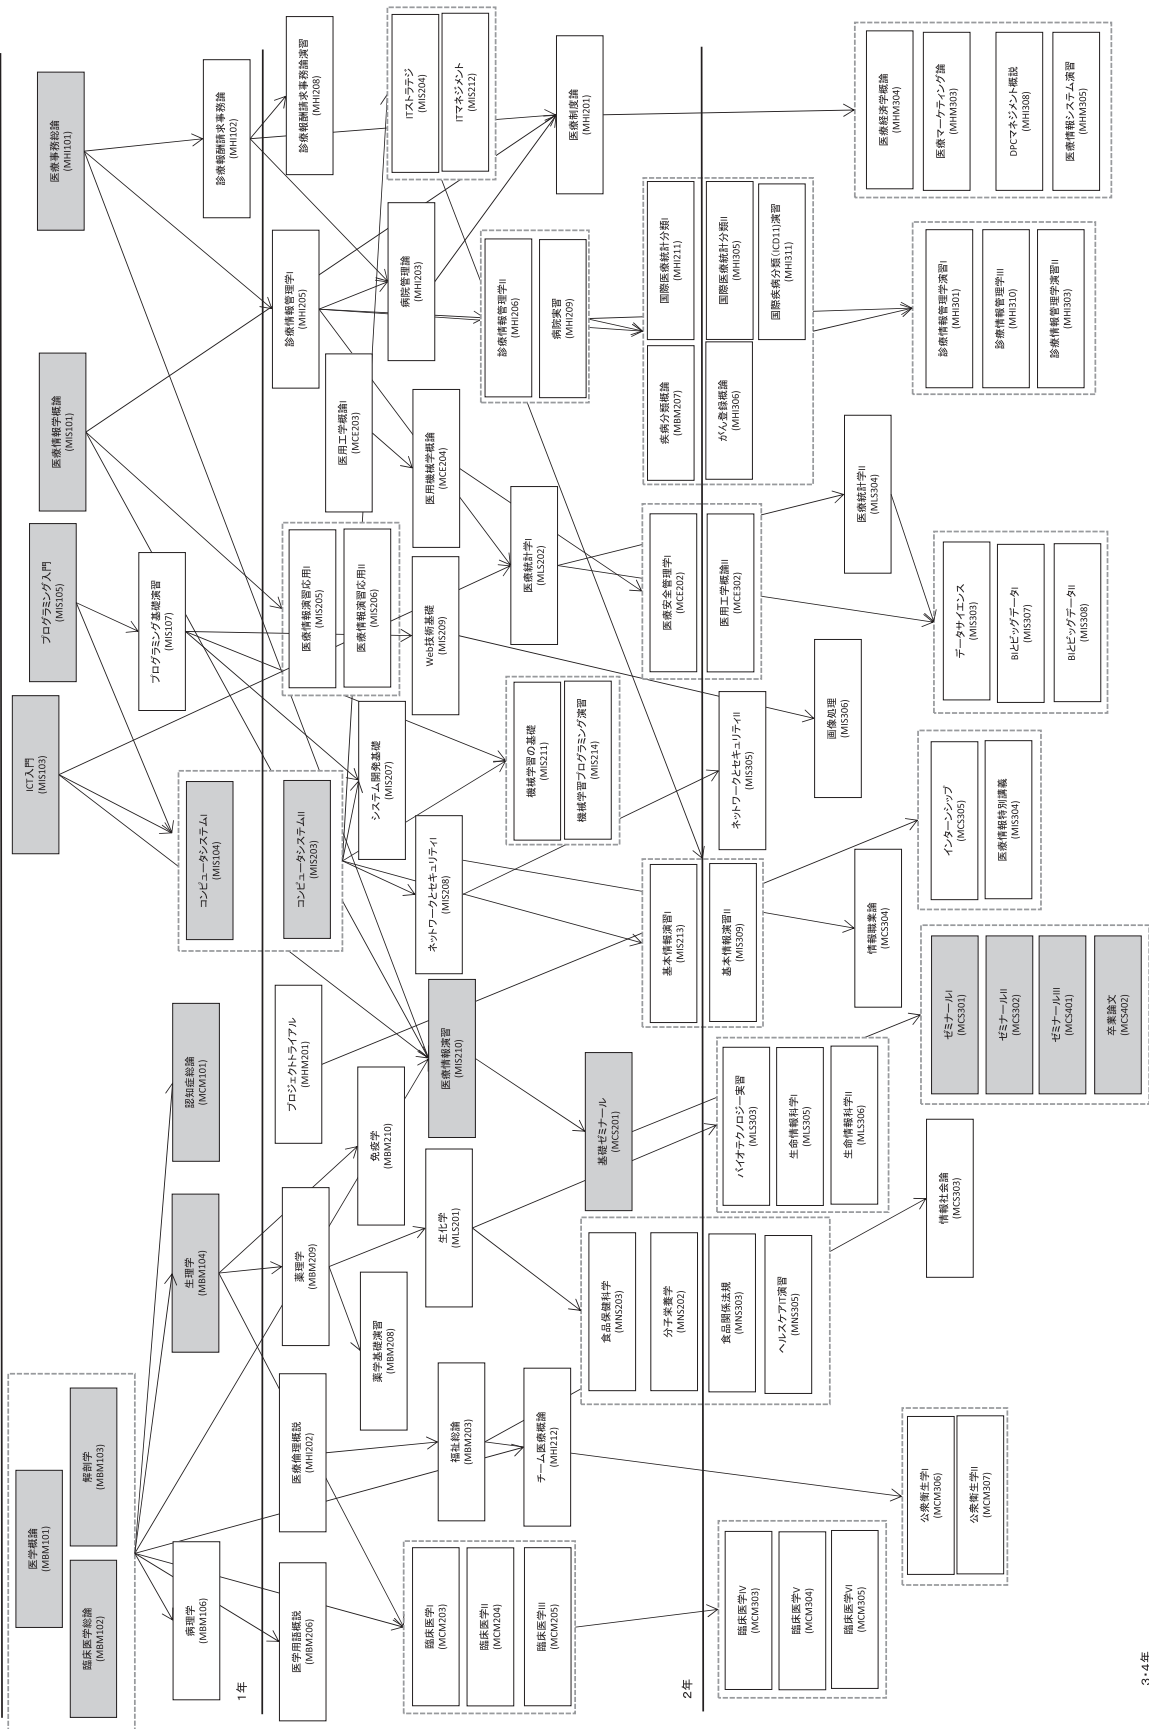 医学概論
(MBM101)
臨床医学総論
(MBM102)
解剖学
(MBM103)
ICT入門
(MIS103)
プログラミング入門
(MIS105)
医療情報学概論
(MIS101)
医療事務総論
(MHI101)
病理学
(MBM106)
生理学
(MBM104)
認知症総論
(MCM101)
コンピュータシステムI
(MIS104)
プログラミング基礎演習
(MIS107)
診療報酬請求事務論
(MHI102)
1年
医学用語概説
(MBM206)
医療倫理概説
(MHI202)
薬理学
(MBM209)
プロジェクトトライアル
(MHM201)
コンピュータシステムII
(MIS203)
医療情報演習応用I
(MIS205)
医療情報演習応用II
(MIS206)
診療情報管理学I
(MHI205)
診療報酬請求事務論演習
(MHI208)
医用工学概論I
(MCE203)
薬学基礎演習
(MBM208)
免疫学
(MBM210)
システム開発基礎
(MIS207)
病院管理論
(MHI203)
ITストラテジ
(MIS204)
ITマネジメント
(MIS212)
臨床医学I
(MCM203)
臨床医学II
(MCM204)
臨床医学III
(MCM205)
福祉総論
(MBM203)
生化学
(MLS201)
医療情報演習
(MIS210)
ネットワークとセキュリティI
(MIS208)
Web技術基礎
(MIS209)
医用機械学概論
(MCE204)
診療情報管理学II
(MHI206)
病院実習
(MHI209)
チーム医療概論
(MHI212)
機械学習の基礎
(MIS211)
機械学習プログラミング演習
(MIS214)
医療統計学I
(MLS202)
医療制度論
(MHI201)
食品保健科学
(MNS203)
分子栄養学
(MNS202)
基礎ゼミナール
(MCS201)
基本情報演習I
(MIS213)
医療安全管理学I
(MCE202)
疾病分類概論
(MBM207)
国際医療統計分類I
(MHI211)
2年
臨床医学IV
(MCM303)
臨床医学V
(MCM304)
臨床医学VI
(MCM305)
食品関係法規
(MNS303)
ヘルスケアIT演習
(MNS305)
バイオテクノロジー実習
(MLS303)
生命情報科学I
(MLS305)
生命情報科学II
(MLS306)
基本情報演習II
(MIS309)
ネットワークとセキュリティII
(MIS305)
医用工学概論II
(MCE302)
がん登録概論
(MHI306)
国際医療統計分類II
(MHI305)
国際疾病分類(ICD11)演習
(MHI311)
画像処理
(MIS306)
医療統計学II
(MLS304)
情報職業論
(MCS304)
公衆衛生学I
(MCM306)
公衆衛生学II
(MCM307)
情報社会論
(MCS303)
ゼミナールI
(MCS301)
ゼミナールII
(MCS302)
ゼミナールIII
(MCS401)
卒業論文
(MCS402)
インターンシップ
(MCS305)
医療情報特別講義
(MIS304)
データサイエンス
(MIS303)
BIとビッグデータI
(MIS307)
BIとビッグデータII
(MIS308)
診療情報管理学演習I
(MHI301)
診療情報管理学III
(MHI310)
診療情報管理学演習II
(MHI303)
医療経済学概論
(MHM304)
医療マーケティング論
(MHM303)
DPCマネジメント概説
(MHI308)
医療情報システム演習
(MHM305)
3・4年